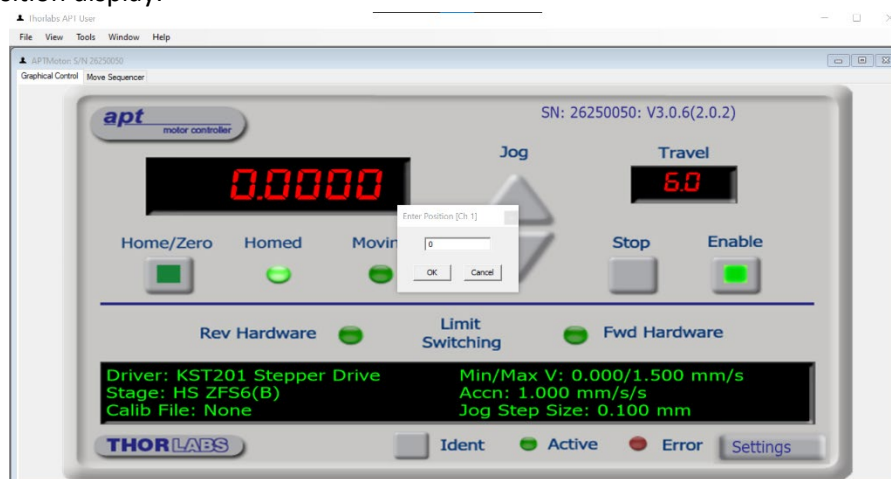 ition display.
Thorlabs APT User
File View Tools Window Help
APTMotor: S/N 26250050
Graphical Control Move Sequencer
apt
motor controller
SN: 26250050: V3.0.6(2.0.2)
0.0000
Jog
Travel
6.0
Enter Position [Ch 1]
0
OK Cancel
Home/Zero Homed Movin Stop Enable
Rev Hardware Limit Switching Fwd Hardware
Driver: KST201 Stepper Drive Min/Max V: 0.000/1.500 mm/s
Stage: HS ZFS6(B) Accn: 1.000 mm/s/s
Calib File: None Jog Step Size: 0.100 mm
THORLABS Ident Active Error Settings